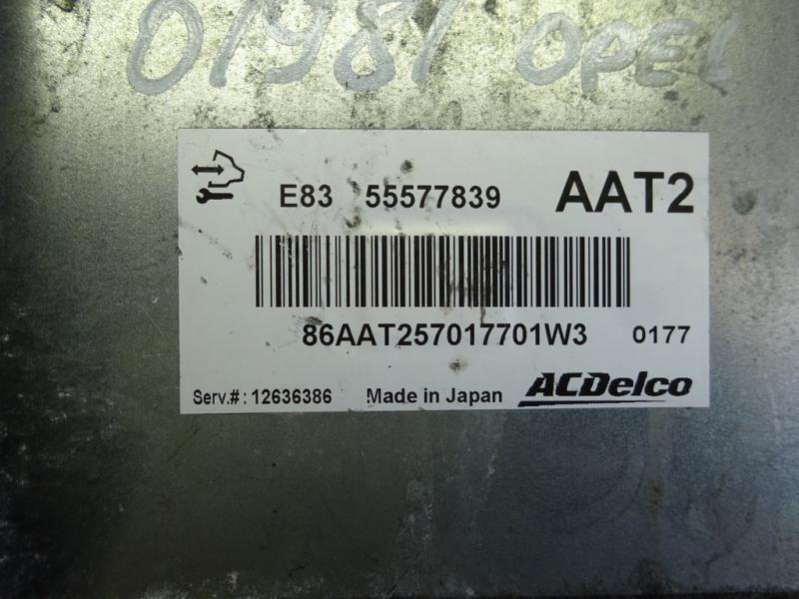 01981 OPEL
E83 55577839 AAT2
86AAT257017701W3 0177
Serv.#: 12636386 Made in Japan ACDelco